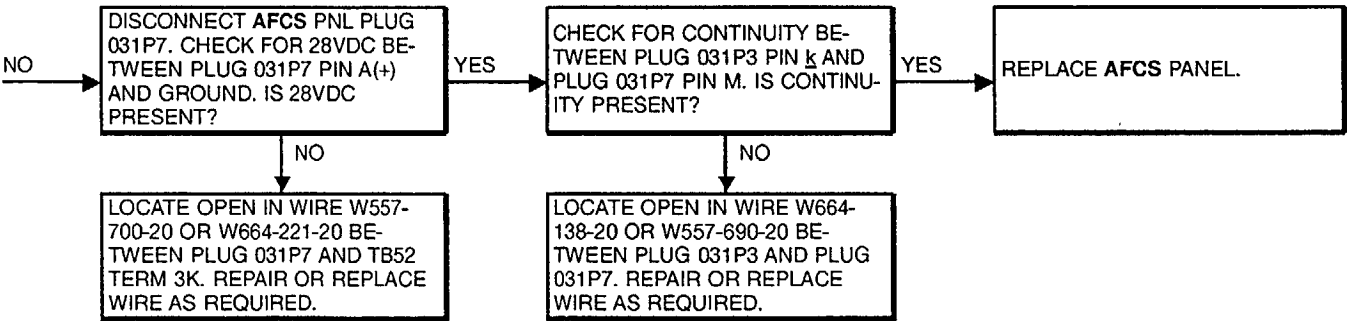 NO
DISCONNECT AFCS PNL PLUG
031P7. CHECK FOR 28VDC BE-
TWEEN PLUG 031P7 PIN A(+)
AND GROUND. IS 28VDC
PRESENT?
YES
CHECK FOR CONTINUITY BE-
TWEEN PLUG 031P3 PIN k AND
PLUG 031P7 PIN M. IS CONTINU-
ITY PRESENT?
YES
REPLACE AFCS PANEL.
NO
LOCATE OPEN IN WIRE W557-
700-20 OR W664-221-20 BE-
TWEEN PLUG 031P7 AND TB52
TERM 3K. REPAIR OR REPLACE
WIRE AS REQUIRED.
NO
LOCATE OPEN IN WIRE W664-
138-20 OR W557-690-20 BE-
TWEEN PLUG 031P3 AND PLUG
031P7. REPAIR OR REPLACE
WIRE AS REQUIRED.